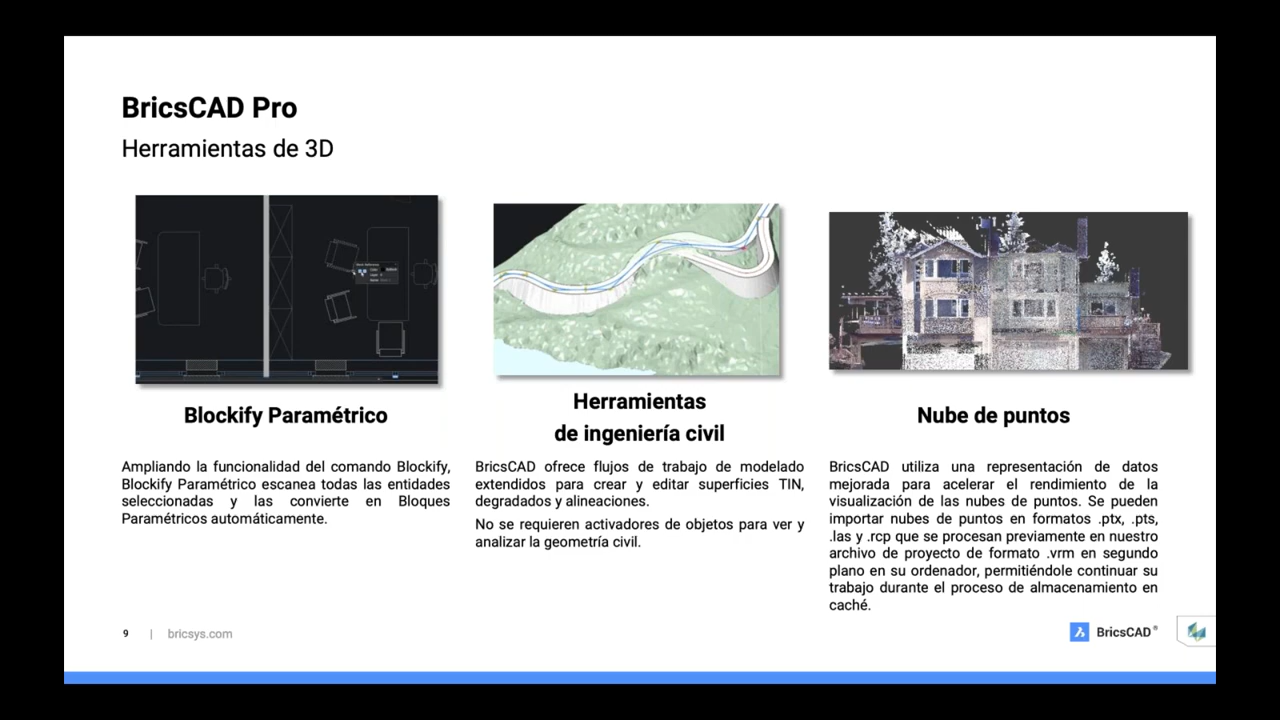 BricsCAD Pro
Herramientas de 3D
Blockify Paramétrico
Ampliando la funcionalidad del comando Blockify,
Blockify Paramétrico escanea todas las entidades
seleccionadas y las convierte en Bloques
Paramétricos automáticamente.
Herramientas
de ingeniería civil
BricsCAD ofrece flujos de trabajo de modelado
extendidos para crear y editar superficies TIN,
degradados y alineaciones.
No se requieren activadores de objetos para ver y
analizar la geometría civil.
Nube de puntos
BricsCAD utiliza una representación de datos
mejorada para acelerar el rendimiento de la
visualización de las nubes de puntos. Se pueden
importar nubes de puntos en formatos .ptx, .pts,
.las y .rcp que se procesan previamente en nuestro
archivo de proyecto de formato .vrm en segundo
plano en su ordenador, permitiéndole continuar su
trabajo durante el proceso de almacenamiento en
caché.
9 | bricsys.com
BricsCAD®